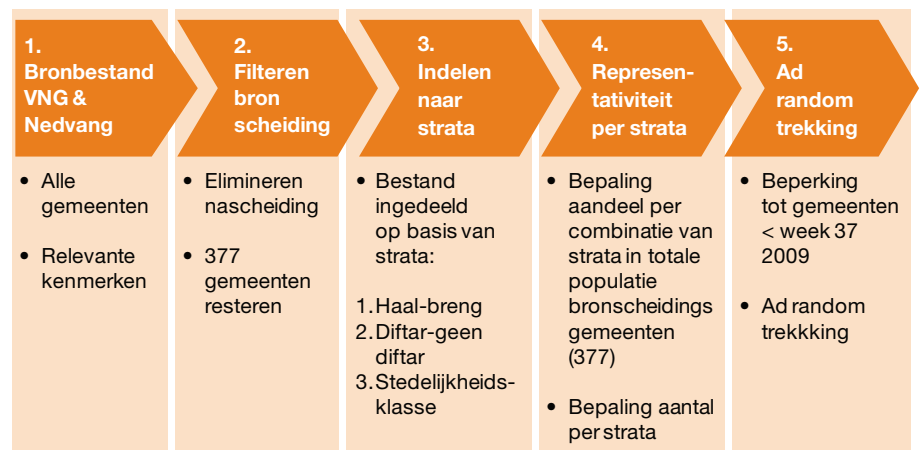 1.
Bronbestand
VNG &
Nedvang
• Alle
gemeenten
• Relevante
kenmerken
2.
Filteren
bron
scheiding
• Elimineren
nascheiding
• 377
gemeenten
resteren
3.
Indelen
naar
strata
• Bestand
ingedeeld
op basis van
strata:
1.Haal-breng
2.Diftar-geen
diftar
3.Stedelijkheids-
klasse
4.
Represen-
tativiteit
per strata
• Bepaling
aandeel per
combinatie van
strata in totale
populatie
bronscheidings
gemeenten
(377)
• Bepaling aantal
per strata
5.
Ad
random
trekking
• Beperking
tot gemeenten
< week 37
2009
• Ad random
trekkking